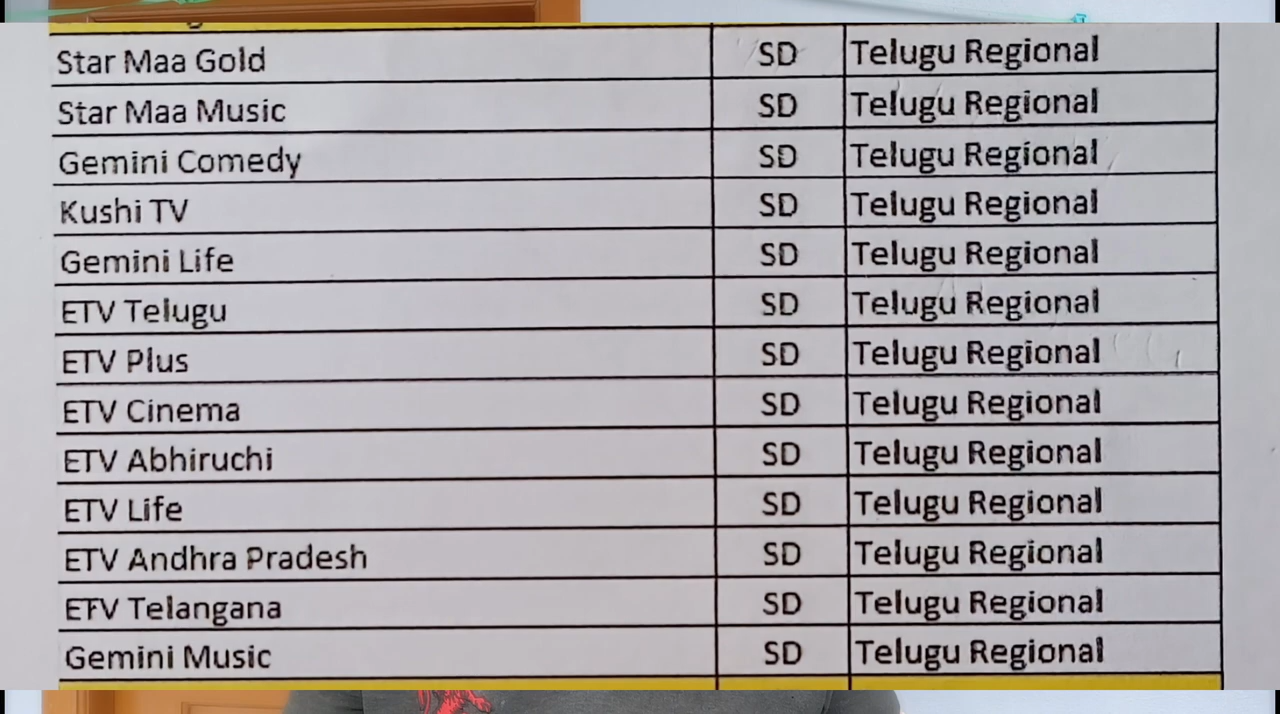 Star Maa Gold SD Telugu Regional
Star Maa Music SD Telugu Regional
Gemini Comedy SD Telugu Regional
Kushi TV SD Telugu Regional
Gemini Life SD Telugu Regional
ETV Telugu SD Telugu Regional
ETV Plus SD Telugu Regional
ETV Cinema SD Telugu Regional
ETV Abhiruchi SD Telugu Regional
ETV Life SD Telugu Regional
ETV Andhra Pradesh SD Telugu Regional
ETV Telangana SD Telugu Regional
Gemini Music SD Telugu Regional